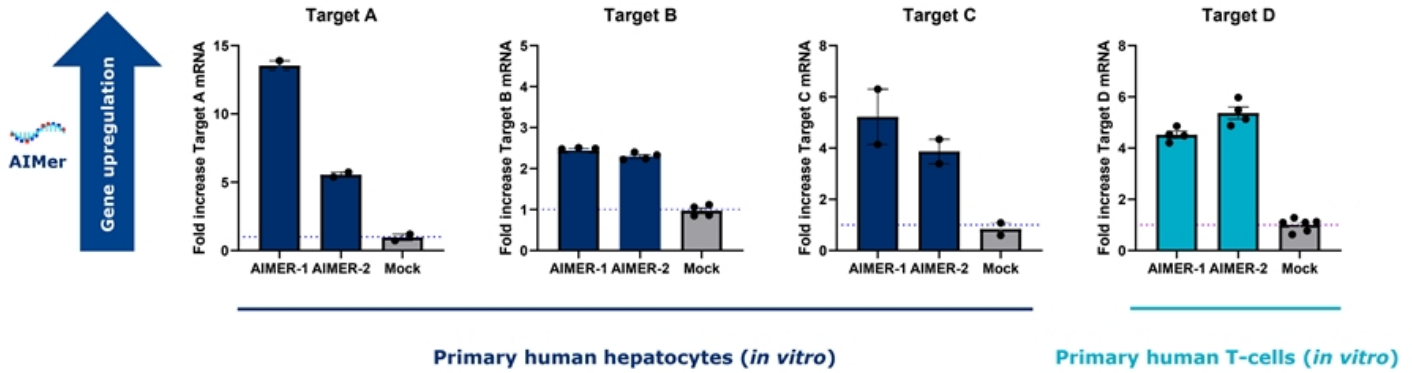 Gene upregulation
AIMer
Target A
Fold increase Target A mRNA
15
10
5
0
AIMER-1 AIMER-2 Mock
Target B
Fold increase Target B mRNA
5
4
3
2
1
0
AIMER-1 AIMER-2 Mock
Target C
Fold increase Target C mRNA
8
6
4
2
0
AIMER-1 AIMER-2 Mock
Target D
Fold increase Target D mRNA
8
6
4
2
0
AIMER-1 AIMER-2 Mock
Primary human hepatocytes (in vitro)
Primary human T-cells (in vitro)